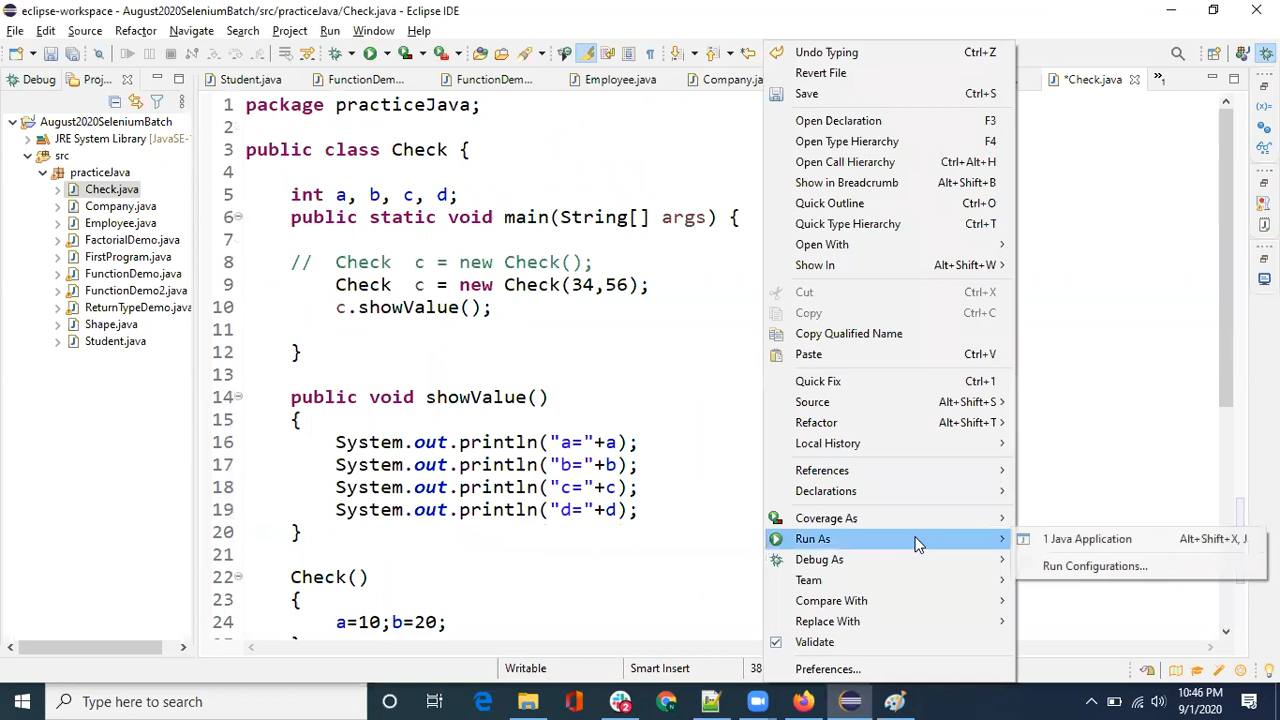 eclipse-workspace - August2020SeleniumBatch/src/practiceJava/Check.java - Eclipse IDE
File Edit Source Refactor Navigate Search Project Run Window Help
Debug Proj...
Student.java FunctionDem... FunctionDem... Employee.java Company.ja *Check.java »1
August2020SeleniumBatch
JRE System Library [JavaSE-
src
practiceJava
Check.java
Company.java
Employee.java
FactorialDemo.java
FirstProgram.java
FunctionDemo.java
FunctionDemo2.java
ReturnTypeDemo.java
Shape.java
Student.java
1 package practiceJava;
2
3 public class Check {
4
5 int a, b, c, d;
6 public static void main(String[] args) {
7
8 // Check c = new Check();
9 Check c = new Check(34,56);
10 c.showValue();
11
12 }
13
14 public void showValue()
15 {
16 System.out.println("a="+a);
17 System.out.println("b="+b);
18 System.out.println("c="+c);
19 System.out.println("d="+d);
20 }
21
22 Check()
23 {
24 a=10;b=20;
Undo Typing Ctrl+Z
Revert File
Save Ctrl+S
Open Declaration F3
Open Type Hierarchy F4
Open Call Hierarchy Ctrl+Alt+H
Show in Breadcrumb Alt+Shift+B
Quick Outline Ctrl+O
Quick Type Hierarchy Ctrl+T
Open With
Show In Alt+Shift+W
Cut Ctrl+X
Copy Ctrl+C
Copy Qualified Name
Paste Ctrl+V
Quick Fix Ctrl+1
Source Alt+Shift+S
Refactor Alt+Shift+T
Local History
References
Declarations
Coverage As
Run As
Debug As
Team
Compare With
Replace With
Validate
Preferences...
1 Java Application Alt+Shift+X, J
Run Configurations...
Writable Smart Insert 38
Type here to search
10:46 PM
9/1/2020